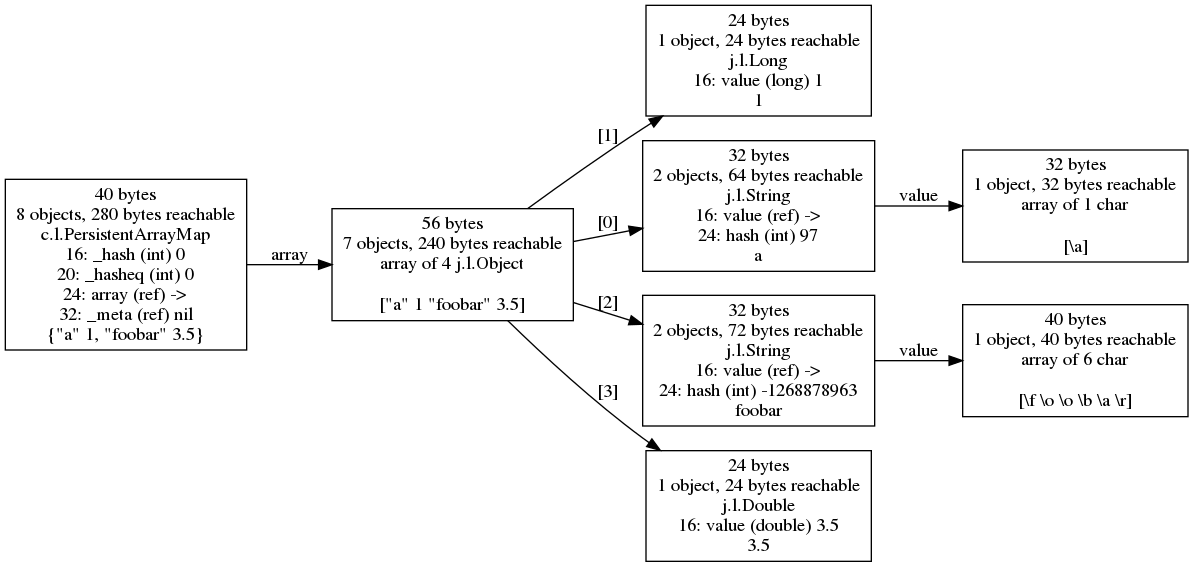 40 bytes
8 objects, 280 bytes reachable
c.l.PersistentArrayMap
16: _hash (int) 0
20: _hasheq (int) 0
24: array (ref) ->
32: _meta (ref) nil
{"a" 1, "foobar" 3.5}
array
56 bytes
7 objects, 240 bytes reachable
array of 4 j.l.Object
["a" 1 "foobar" 3.5]
[1]
[0]
[2]
[3]
24 bytes
1 object, 24 bytes reachable
j.l.Long
16: value (long) 1
1
32 bytes
2 objects, 64 bytes reachable
j.l.String
16: value (ref) ->
24: hash (int) 97
a
value
32 bytes
1 object, 32 bytes reachable
array of 1 char
[\a]
32 bytes
2 objects, 72 bytes reachable
j.l.String
16: value (ref) ->
24: hash (int) -1268878963
foobar
value
40 bytes
1 object, 40 bytes reachable
array of 6 char
[\f \o \o \b \a \r]
24 bytes
1 object, 24 bytes reachable
j.l.Double
16: value (double) 3.5
3.5